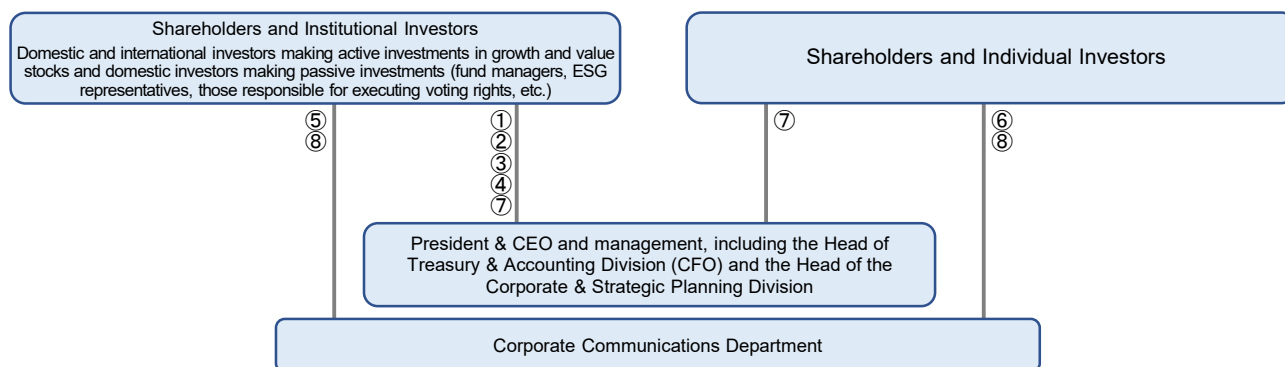 Shareholders and Institutional Investors
Domestic and international investors making active investments in growth and value
stocks and domestic investors making passive investments (fund managers, ESG
representatives, those responsible for executing voting rights, etc.)
Shareholders and Individual Investors
⑤
⑧
①
②
③
④
⑦
⑦
⑥
⑧
President & CEO and management, including the Head of
Treasury & Accounting Division (CFO) and the Head of the
Corporate & Strategic Planning Division
Corporate Communications Department